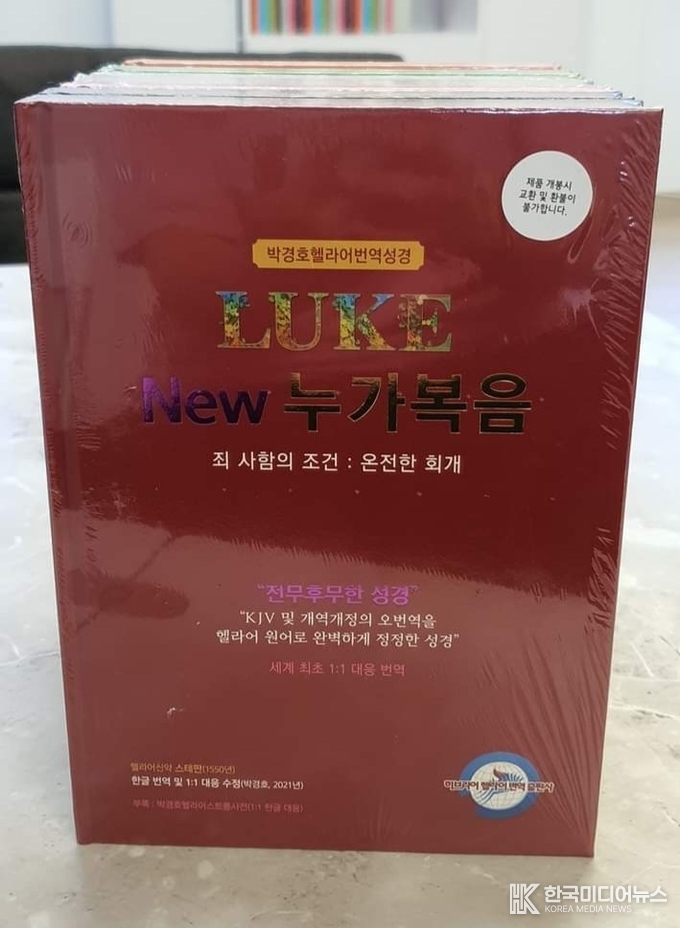 제품 개봉시
교환 및 환불이
불가합니다.
박경호헬라어번역성경
LUKE
New 누가복음
죄 사함의 조건 : 온전한 회개
“전무후무한 성경”
“KJV 및 개역개정의 오번역을
헬라어 원어로 완벽하게 정정한 성경”
세계 최초 1:1 대응 번역
헬라어신약 스테판(1550년)
한글 번역 및 1:1 대응 수정(박경호, 2021년)
부록 : 박경호헬라어스트롱사전(1:1 한글 대응)
히브리어 헬라어 번역 출판사
HK 한국미디어뉴스
KOREA MEDIA NEWS